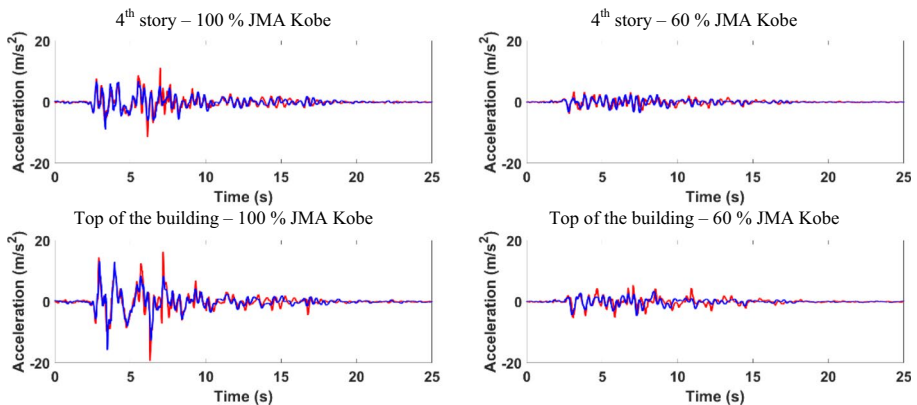 4th story – 100 % JMA Kobe
20
0
-20
Acceleration (m/s2)
0 5 10 15 20 25
Time (s)
4th story – 60 % JMA Kobe
20
0
-20
Acceleration (m/s2)
0 5 10 15 20 25
Time (s)
Top of the building – 100 % JMA Kobe
20
0
-20
Acceleration (m/s2)
0 5 10 15 20 25
Time (s)
Top of the building – 60 % JMA Kobe
20
0
-20
Acceleration (m/s2)
0 5 10 15 20 25
Time (s)